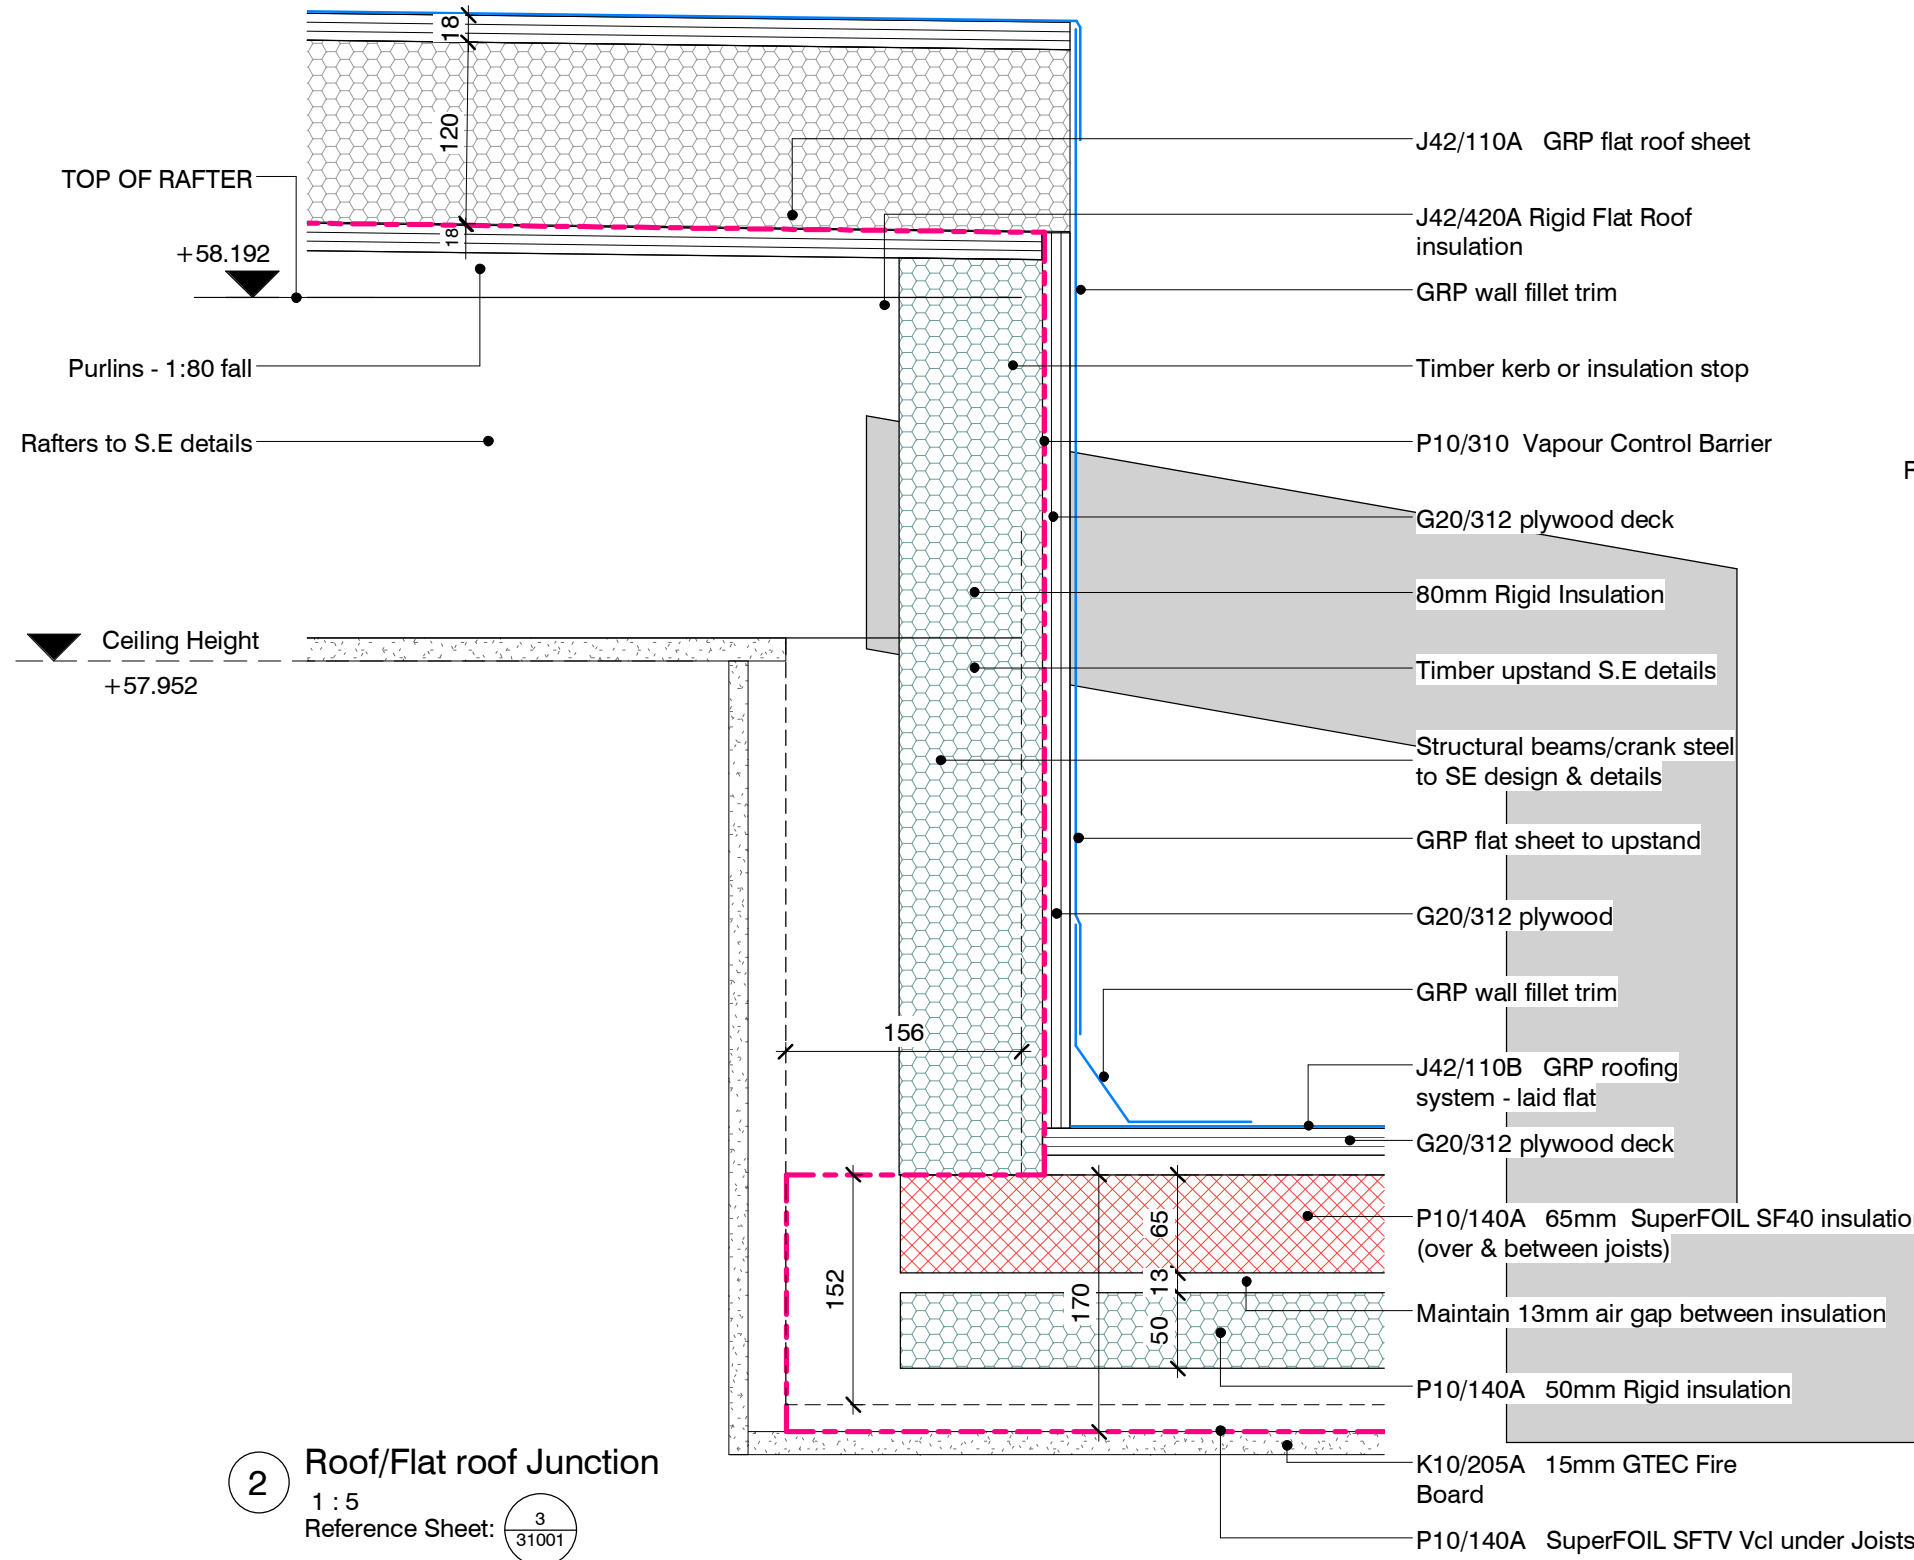 18
120
18
TOP OF RAFTER
+58.192
Purlins - 1:80 fall
Rafters to S.E details
Ceiling Height
+57.952
J42/110A GRP flat roof sheet
J42/420A Rigid Flat Roof
insulation
GRP wall fillet trim
Timber kerb or insulation stop
P10/310 Vapour Control Barrier
G20/312 plywood deck
80mm Rigid Insulation
Timber upstand S.E details
Structural beams/crank steel
to SE design & details
GRP flat sheet to upstand
G20/312 plywood
GRP wall fillet trim
J42/110B GRP roofing
system - laid flat
G20/312 plywood deck
P10/140A 65mm SuperFOIL SF40 insulation
(over & between joists)
Maintain 13mm air gap between insulation
P10/140A 50mm Rigid insulation
K10/205A 15mm GTEC Fire
Board
P10/140A SuperFOIL SFTV Vcl under Joists
156
152
170
65
13
50
2
Roof/Flat roof Junction
1 : 5
Reference Sheet:
3
31001